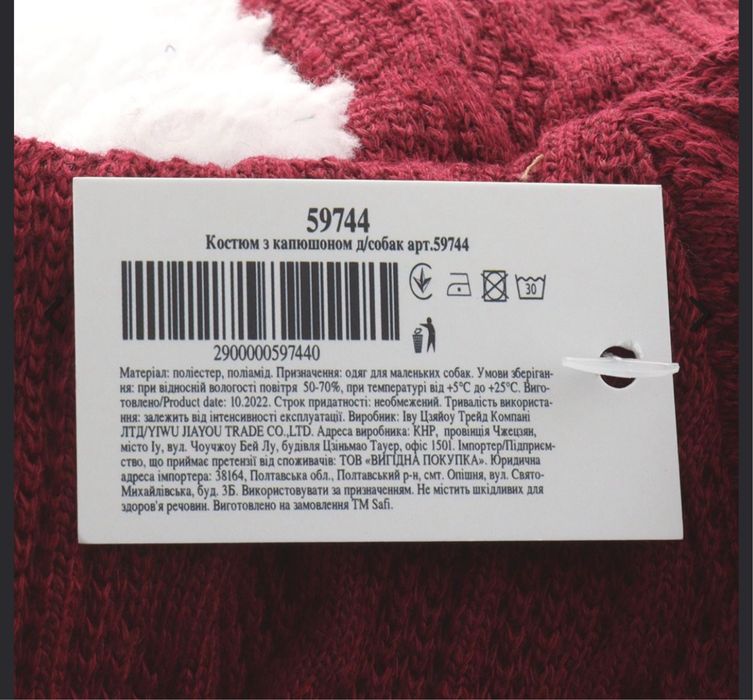 59744
Костюм з капюшоном д/собак арт.59744
30
2900000597440
Матеріал: поліестер, поліамід. Призначення: одяг для маленьких собак. Умови зберіган-
ня: при відносній вологості повітря 50-70%, при температурі від +5°С до +25°С. Виго-
товлено/Product date: 10.2022. Строк придатності: необмежений. Тривалість використа-
ння: залежить від інтенсивності експлуатації. Виробник: Іву Цзяйоу Трейд Компані
ЛТД/YIWU JIAYOU TRADE CO.,LTD. Адреса виробника: КНР, провінція Чжецзян,
місто Іу, вул. Чоучжоу Бей Лу, будівля Цзіньмао Тауер, офіс 1501. Імпортер/Підприєм-
ство, що приймає претензії від споживачів: ТОВ «ВИГІДНА ПОКУПКА». Юридична
адреса імпортера: 38164, Полтавська обл., Полтавський р-н, смт. Опішня, вул. Свято-
Михайлівська, буд. 3Б. Використовувати за призначенням. Не містить шкідливих для
здоров'я речовин. Виготовлено на замовлення ТМ Safi.